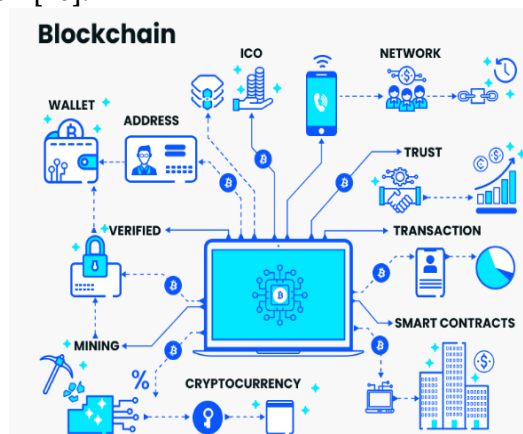 Blockchain
ICO
NETWORK
WALLET
ADDRESS
TRUST
VERIFIED
TRANSACTION
SMART CONTRACTS
MINING
%
CRYPTOCURRENCY